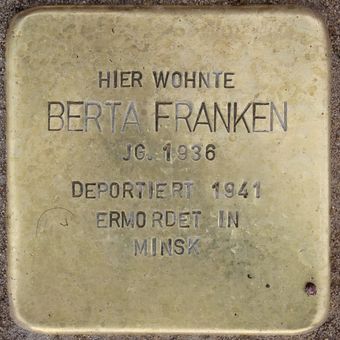 HIER WOHNTE
BERTA FRANKEN
JG. 1936
DEPORTIERT 1941
ERMORDET IN
MINSK